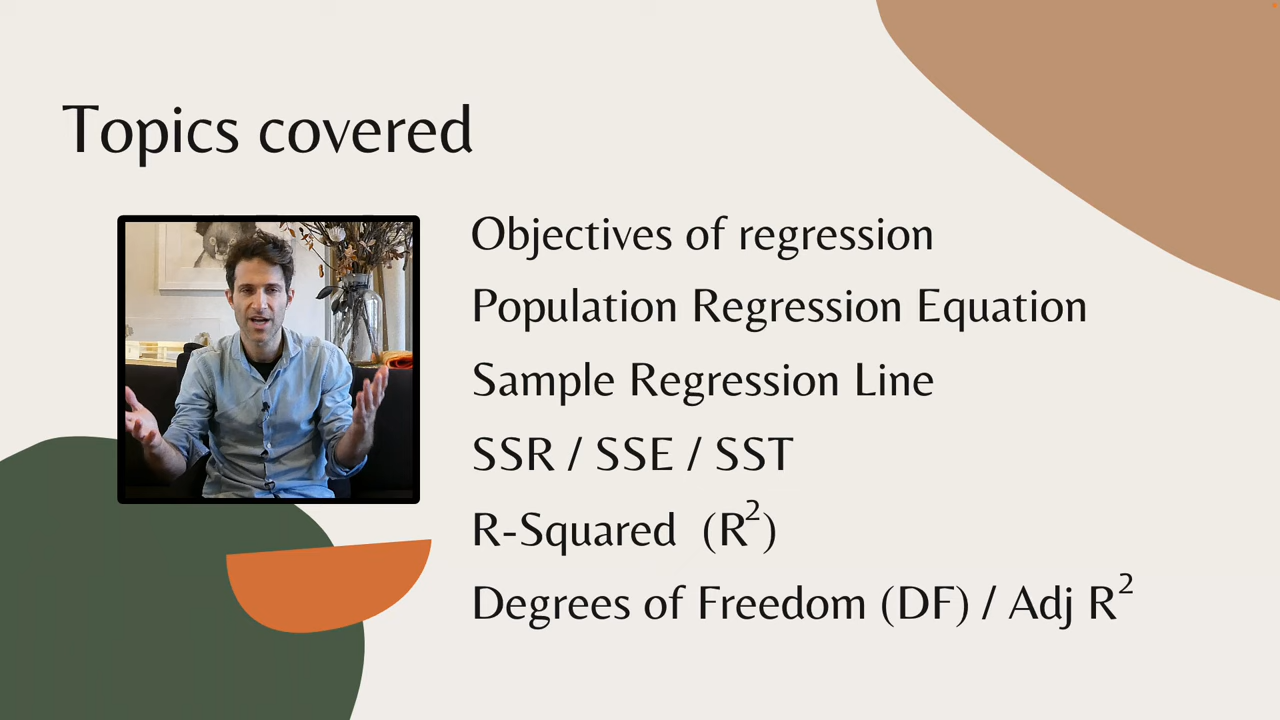 Topics covered
Objectives of regression
Population Regression Equation
Sample Regression Line
SSR / SSE / SST
R-Squared (R²)
Degrees of Freedom (DF) / Adj R²